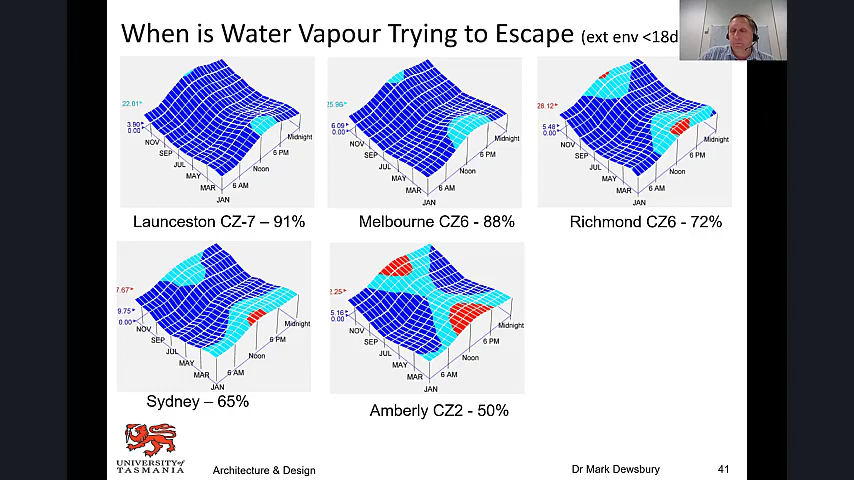 When is Water Vapour Trying to Escape (ext env <18d
22.01°
3.90°
0.00
NOV
SEP
JUL
MAY
MAR
JAN
6 AM
Noon
6 PM
Midnight
Launceston CZ-7 – 91%
25.96°
6.09°
0.00
NOV
SEP
JUL
MAY
MAR
JAN
6 AM
Noon
6 PM
Midnight
Melbourne CZ6 - 88%
28.12°
5.48°
0.00
NOV
SEP
JUL
MAY
MAR
JAN
6 AM
Noon
6 PM
Midnight
Richmond CZ6 - 72%
7.67°
9.75°
0.00
NOV
SEP
JUL
MAY
MAR
JAN
6 AM
Noon
6 PM
Midnight
Sydney – 65%
2.25°
5.16°
0.00
NOV
SEP
JUL
MAY
MAR
JAN
6 AM
Noon
6 PM
Midnight
Amberly CZ2 - 50%
UNIVERSITY of
TASMANIA
Architecture & Design
Dr Mark Dewsbury
41